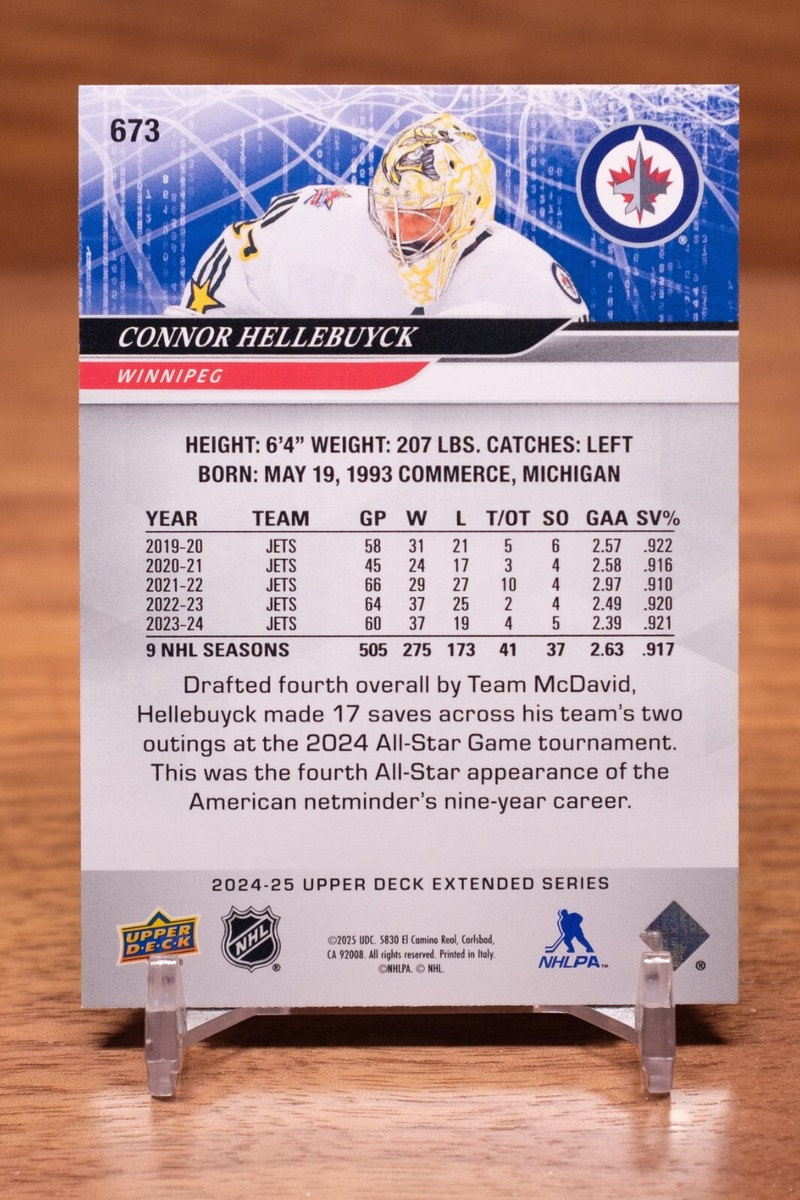 673
CONNOR HELLEBUYCK
WINNIPEG
HEIGHT: 6'4” WEIGHT: 207 LBS. CATCHES: LEFT
BORN: MAY 19, 1993 COMMERCE, MICHIGAN
YEAR TEAM GP W L T/OT SO GAA SV%
2019-20 JETS 58 31 21 5 6 2.57 .922
2020-21 JETS 45 24 17 3 4 2.58 .916
2021-22 JETS 66 29 27 10 4 2.97 .910
2022-23 JETS 64 37 25 2 4 2.49 .920
2023-24 JETS 60 37 19 4 5 2.39 .921
9 NHL SEASONS 505 275 173 41 37 2.63 .917
Drafted fourth overall by Team McDavid,
Hellebuyck made 17 saves across his team's two
outings at the 2024 All-Star Game tournament.
This was the fourth All-Star appearance of the
American netminder's nine-year career.
2024-25 UPPER DECK EXTENDED SERIES
UPPER
D•E•C•K
NHL
®
©2025 UDC. 5830 El Camino Real, Carlsbad,
CA 92008. All rights reserved. Printed in Italy.
©NHLPA. © NHL.
NHLPA™
®